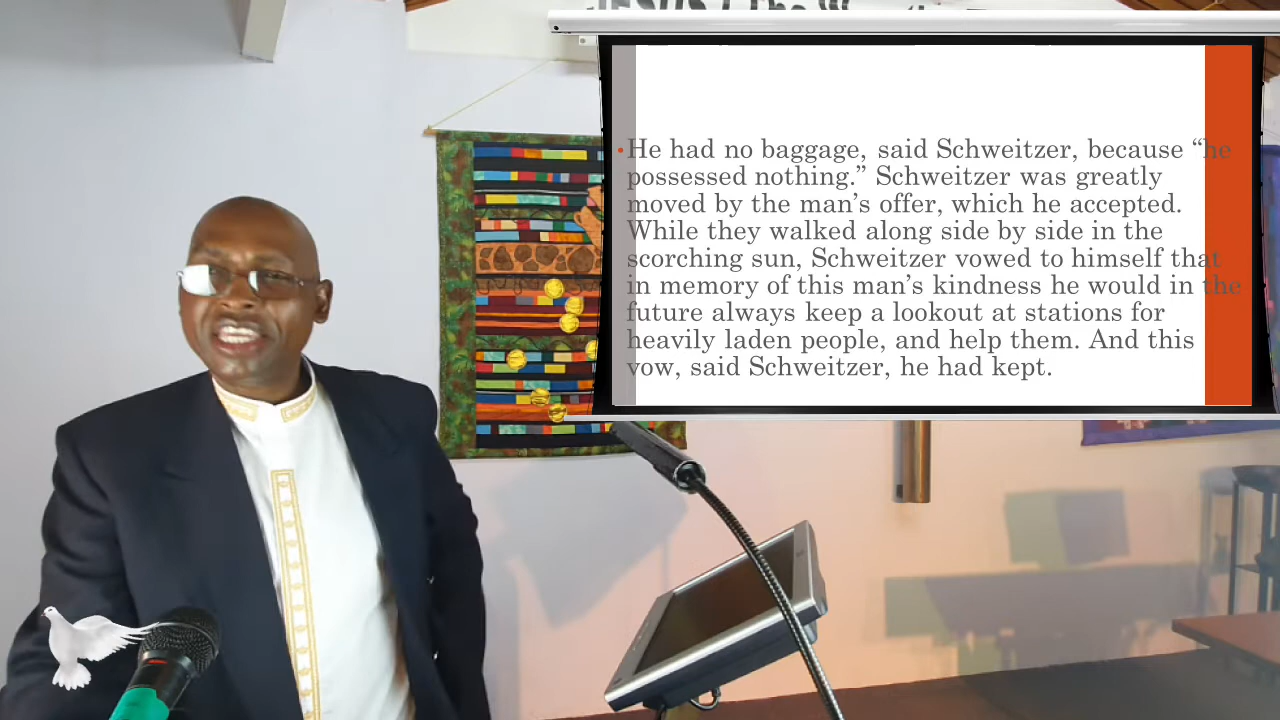 JESUS
He had no baggage, said Schweitzer, because “he
possessed nothing.” Schweitzer was greatly
moved by the man’s offer, which he accepted.
While they walked along side by side in the
scorching sun, Schweitzer vowed to himself that
in memory of this man’s kindness he would in the
future always keep a lookout at stations for
heavily laden people, and help them. And this
vow, said Schweitzer, he had kept.